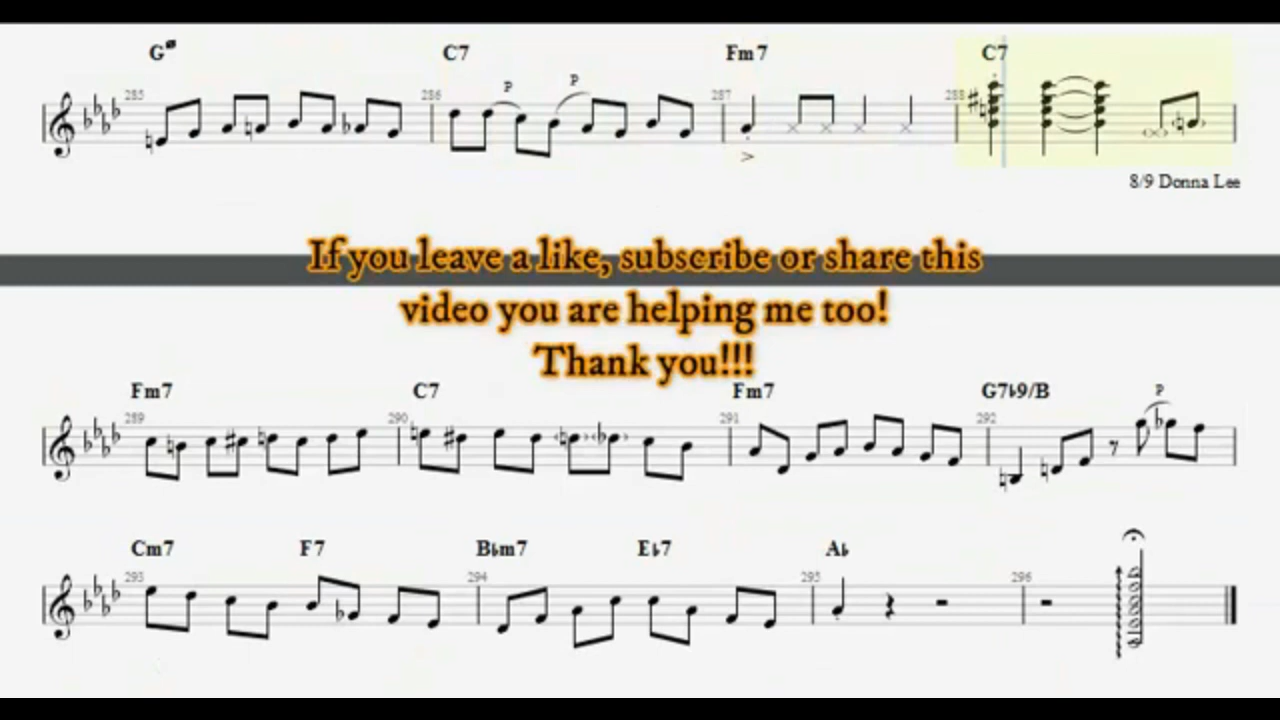 Gø C7 Fm7 C7
285 286 P P 287 288
8/9 Donna Lee
If you leave a like, subscribe or share this
video you are helping me too!
Thank you!!!
Fm7 C7 Fm7 G7♭9/B P
289 290 291 292
Cm7 F7 B♭m7 E♭7 A♭
293 294 295 296